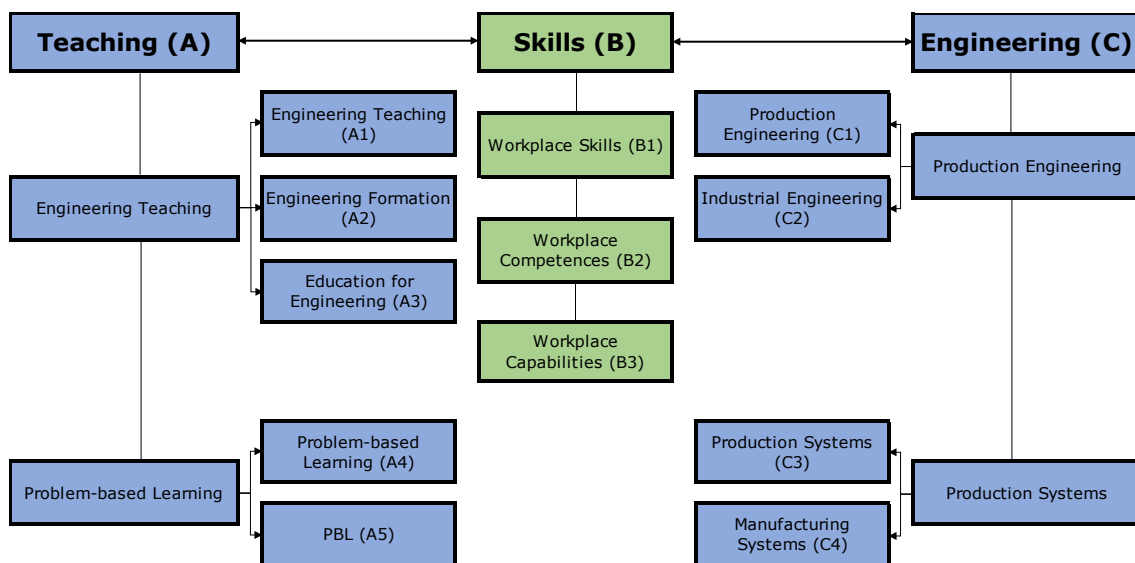 Teaching (A)
Skills (B)
Engineering (C)
Engineering Teaching
(A1)
Engineering Teaching
Engineering Formation
(A2)
Education for
Engineering (A3)
Problem-based Learning
Problem-based
Learning (A4)
PBL (A5)
Workplace Skills (B1)
Workplace
Competences (B2)
Workplace
Capabilities (B3)
Production
Engineering (C1)
Production Engineering
Industrial Engineering
(C2)
Production Systems
(C3)
Production Systems
Manufacturing
Systems (C4)